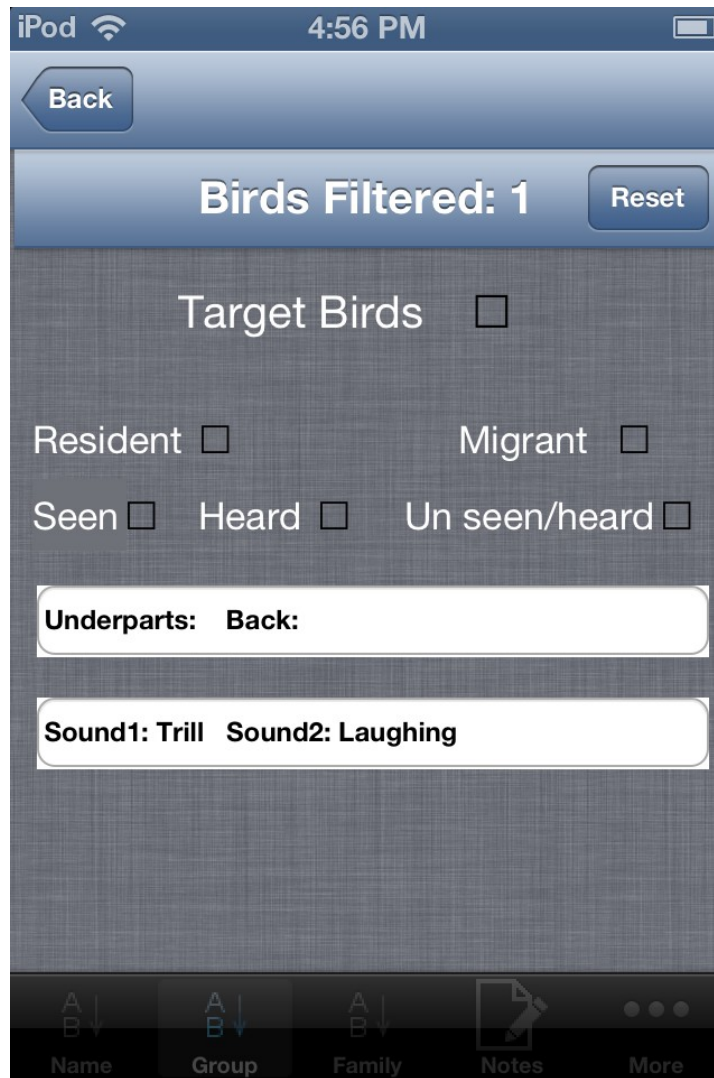 iPod 4:56 PM
Back
Birds Filtered: 1 Reset
Target Birds
Resident Migrant
Seen Heard Un seen/heard
Underparts: Back:
Sound1: Trill Sound2: Laughing
A A A
B B B
Name Group Family Notes More